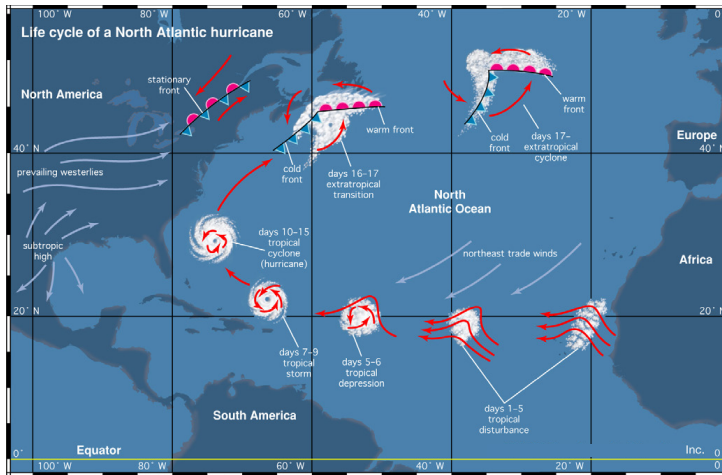 100° W
80° W
60° W
40° W
20° W
0°
Life cycle of a North Atlantic hurricane
stationary
front
North America
warm front
cold
front
warm
front
cold
front
days 17–
extratropical
cyclone
Europe
40° N
prevailing westerlies
days 16–17
extratropical
transition
North
Atlantic Ocean
days 10–15
tropical
cyclone
(hurricane)
subtropic
high
northeast trade winds
Africa
20° N
days 7–9
tropical
storm
days 5–6
tropical
depression
days 1–5
tropical
disturbance
South America
Equator
Inc.
0°
100° W
80° W
60° W
40° W
20° W
0°